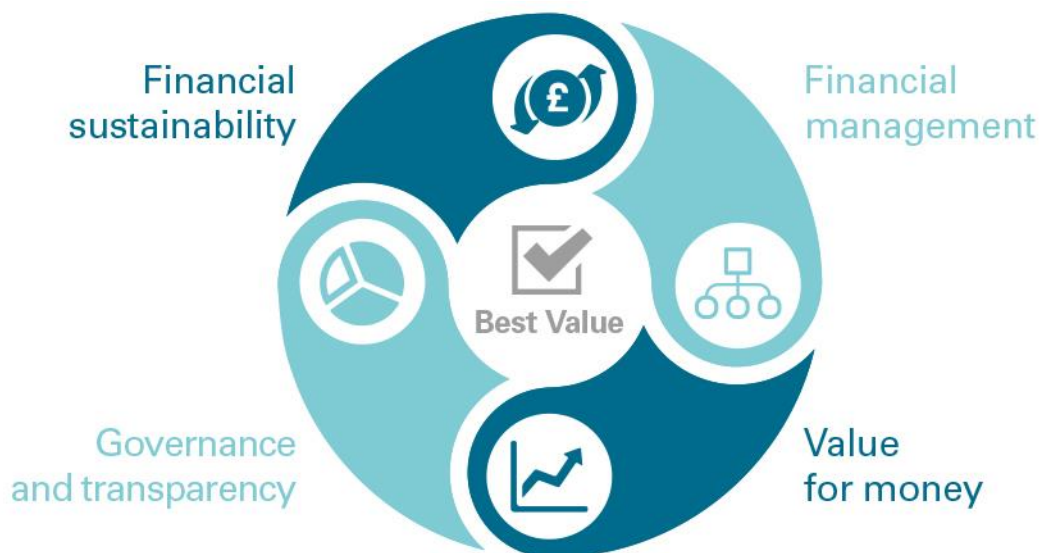 Financial
sustainability
Financial
management
£
Best Value
Governance
and transparency
Value
for money